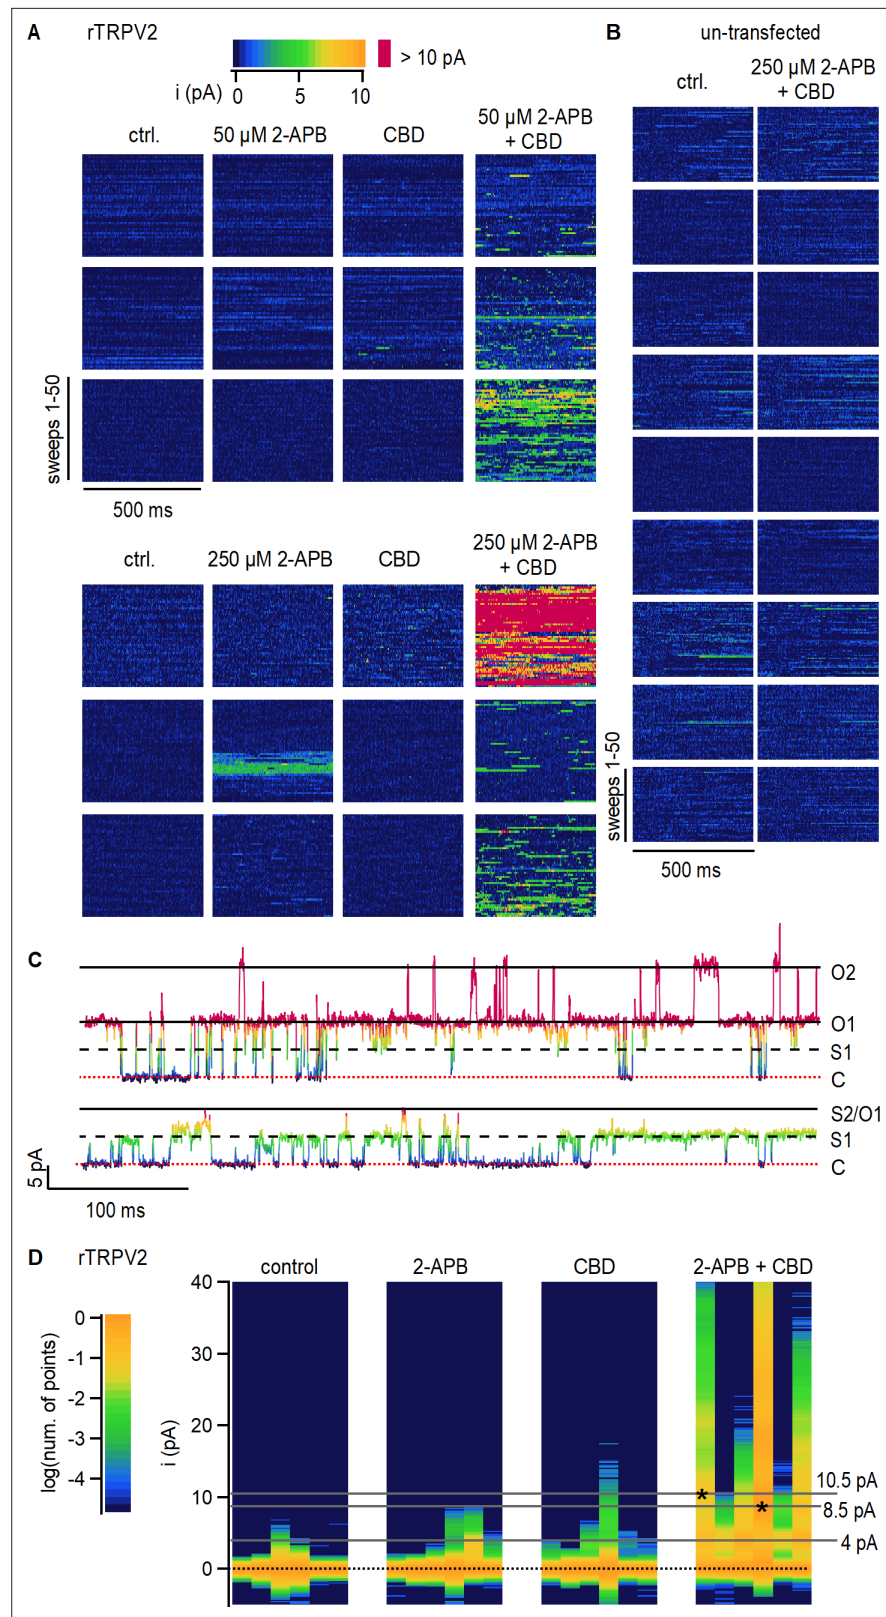 A
rTRPV2
> 10 pA
i (pA)
0
5
10
ctrl.
50 µM 2-APB
CBD
50 µM 2-APB
+ CBD
sweeps 1-50
500 ms
ctrl.
250 µM 2-APB
CBD
250 µM 2-APB
+ CBD
B
un-transfected
ctrl.
250 µM 2-APB
+ CBD
sweeps 1-50
500 ms
C
O2
O1
S1
C
S2/O1
S1
C
5 pA
100 ms
D
rTRPV2
control
2-APB
CBD
2-APB + CBD
log(num. of points)
0
-1
-2
-3
-4
i (pA)
40
30
20
10
0
*
*
10.5 pA
8.5 pA
4 pA